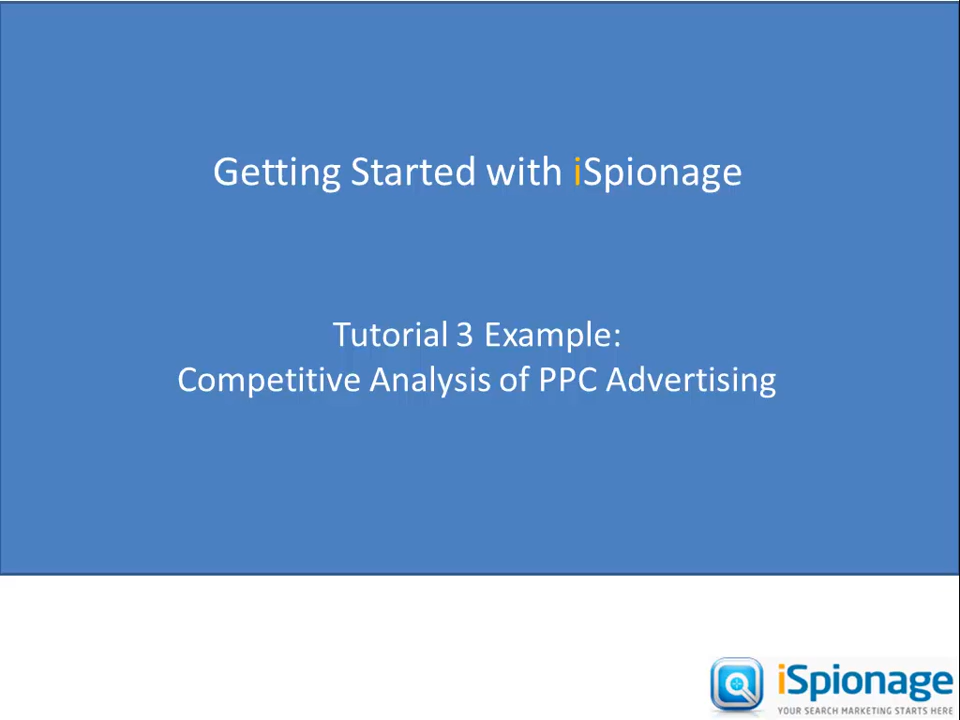 Getting Started with iSpionage
Tutorial 3 Example:
Competitive Analysis of PPC Advertising
iSpionage
YOUR SEARCH MARKETING STARTS HERE